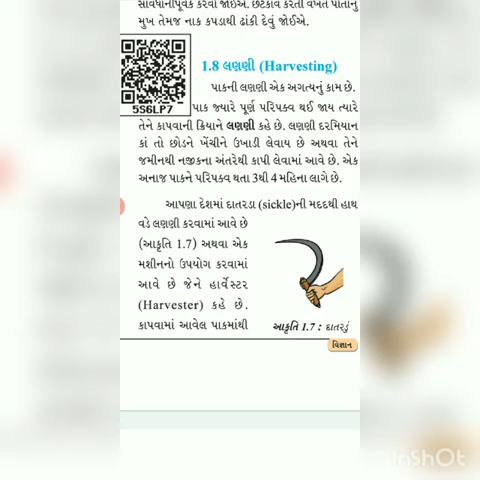 સાવધાનીપૂર્વક કરવો જોઈએ. છંટકાવ કરતી વખતે પોતાનું
મુખ તેમજ નાક કપડાથી ઢાંકી દેવું જોઈએ.
1.8 લણણી (Harvesting)
પાકની લણણી એક અગત્યનું કામ છે.
પાક જ્યારે પૂર્ણ પરિપક્વ થઈ જાય ત્યારે
5S6LP7
તેને કાપવાની ક્રિયાને લણણી કહે છે. લણણી દરમિયાન
કાં તો છોડને ખેંચીને ઉખાડી લેવાય છે અથવા તેને
જમીનથી નજીકના અંતરેથી કાપી લેવામાં આવે છે. એક
અનાજ પાકને પરિપક્વ થતા 3થી 4 મહિના લાગે છે.
આપણા દેશમાં દાતરડા (sickle)ની મદદથી હાથ
વડે લણણી કરવામાં આવે છે
(આકૃતિ 1.7) અથવા એક
મશીનનો ઉપયોગ કરવામાં
આવે છે જેને હાર્વેસ્ટર
(Harvester) કહે છે.
કાપવામાં આવેલ પાકમાંથી
આકૃતિ 1.7 : દાતરડું
વિજ્ઞાન